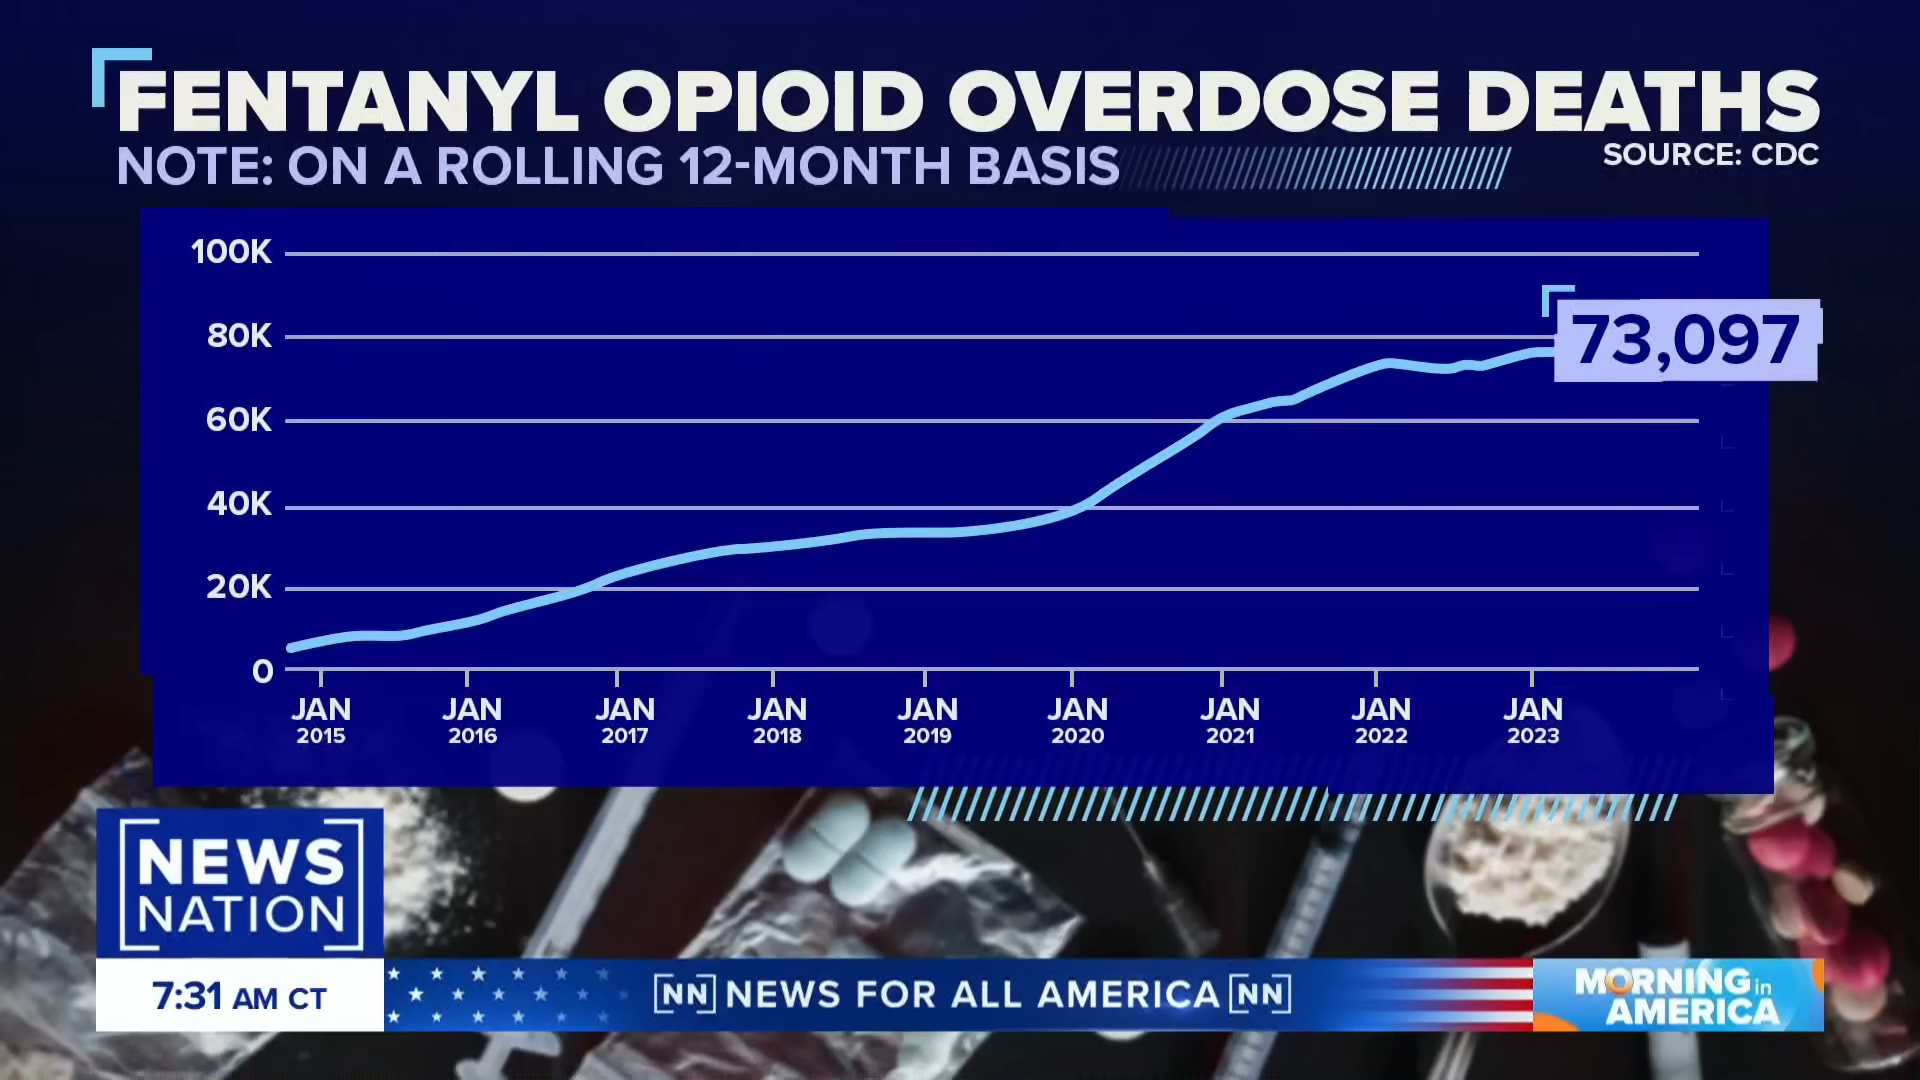 FENTANYL OPIOID OVERDOSE DEATHS
NOTE: ON A ROLLING 12-MONTH BASIS
SOURCE: CDC
100K
80K
60K
40K
20K
0
73,097
JAN 2015
JAN 2016
JAN 2017
JAN 2018
JAN 2019
JAN 2020
JAN 2021
JAN 2022
JAN 2023
NEWS
NATION
7:31 AM CT
NN NEWS FOR ALL AMERICA NN
MORNING in
AMERICA